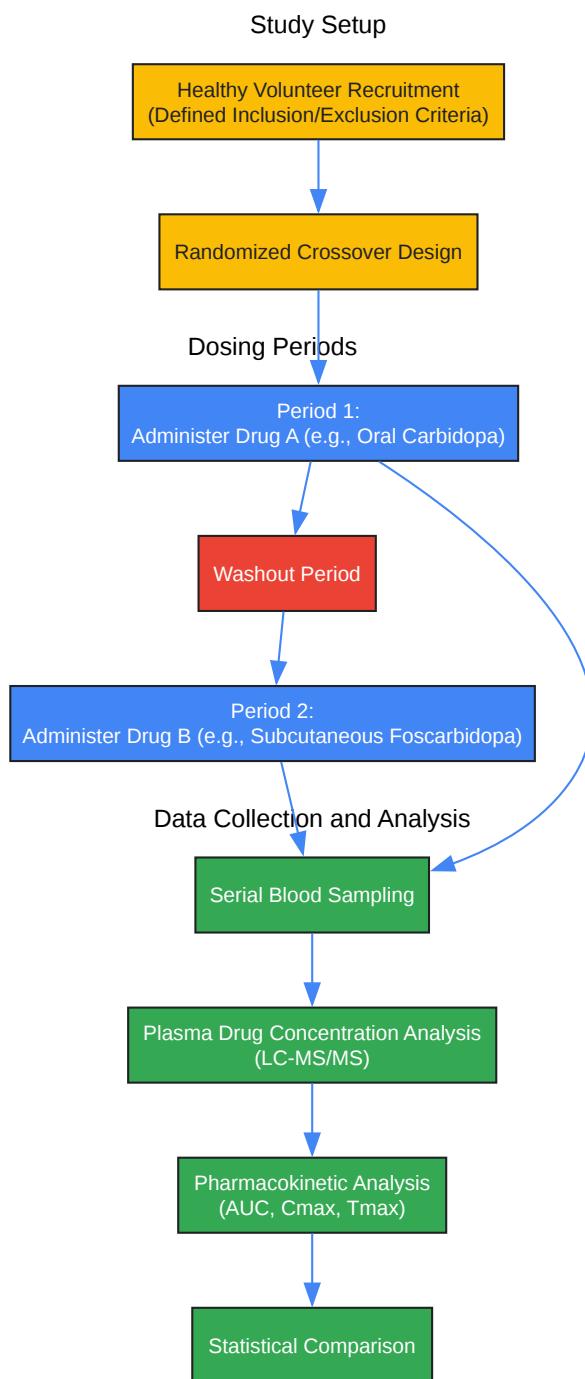 Study Setup
Healthy Volunteer Recruitment
(Defined Inclusion/Exclusion Criteria)
Randomized Crossover Design
Dosing Periods
Period 1:
Administer Drug A (e.g., Oral Carbidopa)
Washout Period
Period 2:
Administer Drug B (e.g., Subcutaneous Foscarbidopa)
Data Collection and Analysis
Serial Blood Sampling
Plasma Drug Concentration Analysis
(LC-MS/MS)
Pharmacokinetic Analysis
(AUC, Cmax, Tmax)
Statistical Comparison